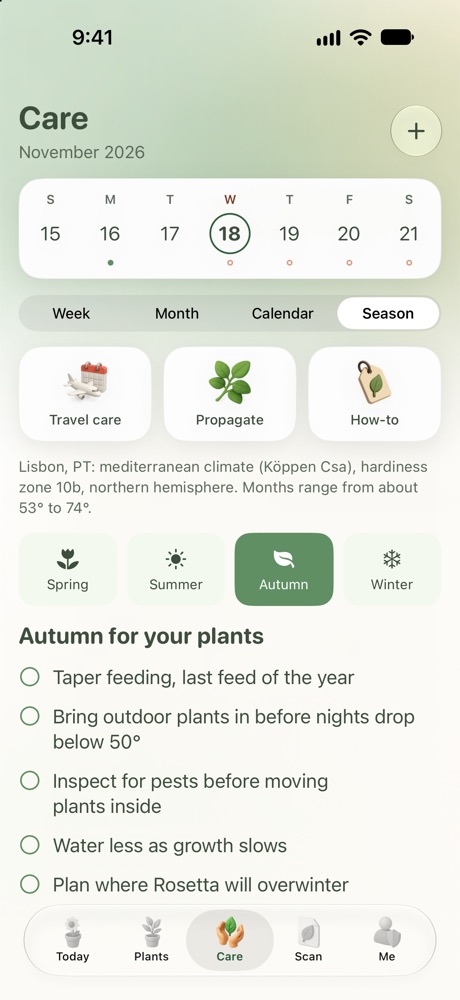 9:41
Care
November 2026
S M T W T F S
15 16 17 18 19 20 21
Week Month Calendar Season
Travel care Propagate How-to
Lisbon, PT: mediterranean climate (Köppen Csa), hardiness
zone 10b, northern hemisphere. Months range from about
53° to 74°.
Spring Summer Autumn Winter
Autumn for your plants
Taper feeding, last feed of the year
Bring outdoor plants in before nights drop
below 50°
Inspect for pests before moving
plants inside
Water less as growth slows
Plan where Rosetta will overwinter
Today Plants Care Scan Me